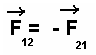 F⃗₁₂ = -F⃗₂₁